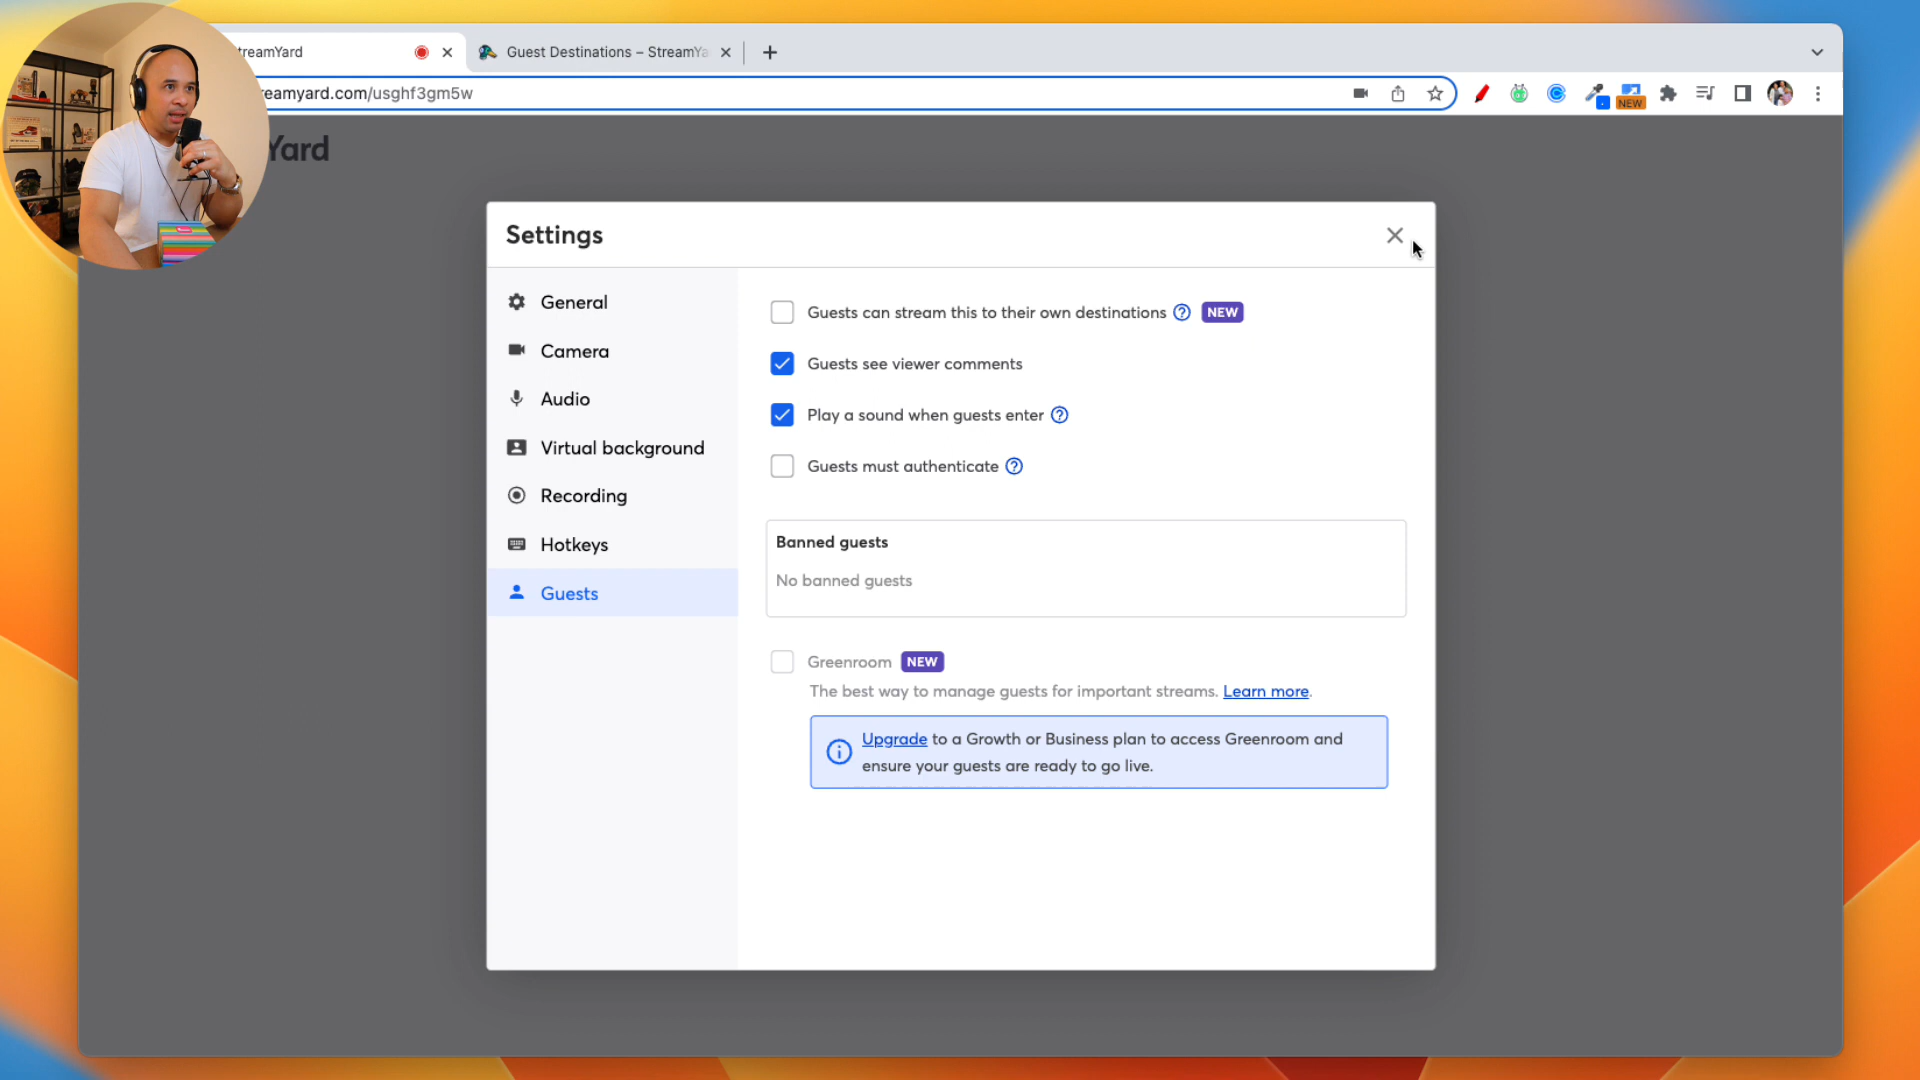 treamYard
Guest Destinations – StreamYa
eamyard.com/usghf3gm5w
NEW
Yard
Settings
General
Camera
Audio
Virtual background
Recording
Hotkeys
Guests
Guests can stream this to their own destinations
NEW
Guests see viewer comments
Play a sound when guests enter
Guests must authenticate
Banned guests
No banned guests
Greenroom
NEW
The best way to manage guests for important streams. Learn more.
Upgrade to a Growth or Business plan to access Greenroom and
ensure your guests are ready to go live.